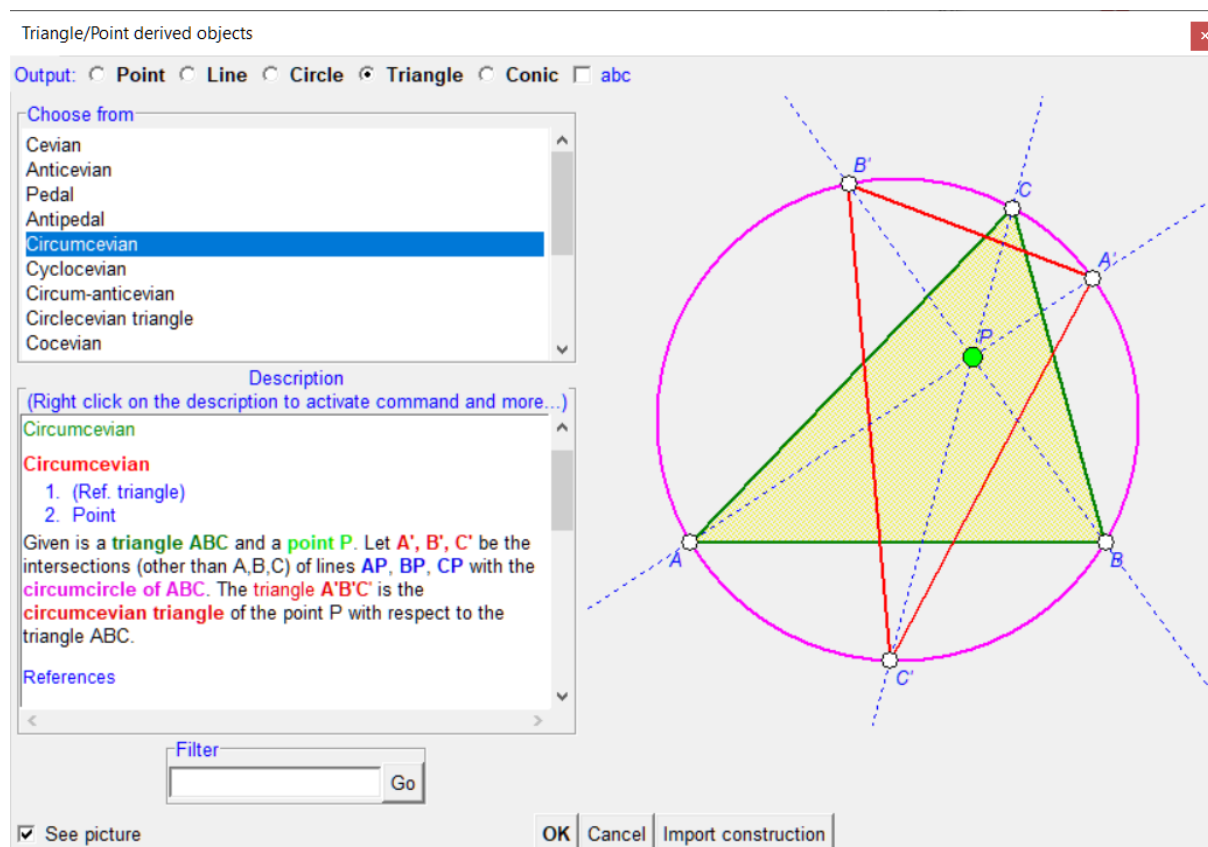 Triangle/Point derived objects
×
Output: Point Line Circle Triangle Conic abc
Choose from
Cevian
Anticevian
Pedal
Antipedal
Circumcevian
Cyclocevian
Circum-anticevian
Circlecevian triangle
Cocevian
Description
(Right click on the description to activate command and more...)
Circumcevian
Circumcevian
1. (Ref. triangle)
2. Point
Given is a triangle ABC and a point P. Let A', B', C' be the
intersections (other than A,B,C) of lines AP, BP, CP with the
circumcircle of ABC. The triangle A'B'C' is the
circumcevian triangle of the point P with respect to the
triangle ABC.
References
Filter
Go
See picture
OK Cancel Import construction
B'
C
A'
P
A
B
C'